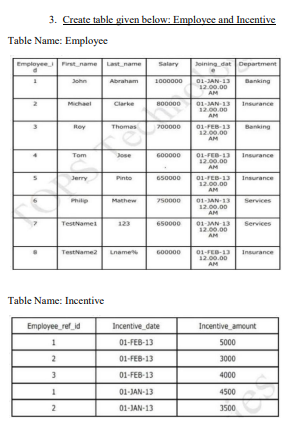 3. Create table given below: Employee and Incentive
Table Name: Employee
Employee_i d First_name Last_name Salary Joining_dat e Department
1 John Abraham 1000000 01-JAN-13 12.00.00 AM Banking
2 Michael Clarke 800000 01-JAN-13 12.00.00 AM Insurance
3 Roy Thomas 700000 01-FEB-13 12.00.00 AM Banking
4 Tom Jose 600000 01-FEB-13 12.00.00 AM Insurance
5 Jerry Pinto 650000 01-FEB-13 12.00.00 AM Insurance
6 Philip Mathew 750000 01-JAN-13 12.00.00 AM Services
7 TestName1 123 650000 01-JAN-13 12.00.00 AM Services
8 TestName2 Lname% 600000 01-FEB-13 12.00.00 AM Insurance
Table Name: Incentive
Employee_ref_id Incentive_date Incentive_amount
1 01-FEB-13 5000
2 01-FEB-13 3000
3 01-FEB-13 4000
1 01-JAN-13 4500
2 01-JAN-13 3500